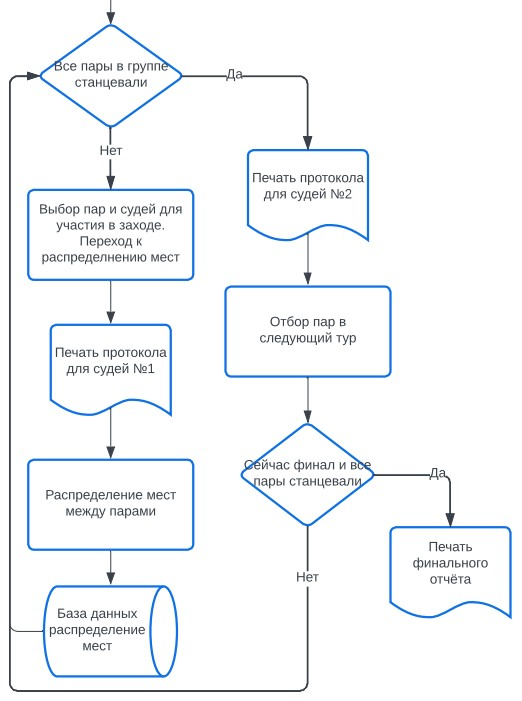 Все пары в группе
станцевали
Да
Нет
Выбор пар и судей для
участия в заходе.
Переход к
распределнению мест
Печать протокола
для судей №1
Распределение мест
между парами
База данных
распределение
мест
Печать протокола
для судей №2
Отбор пар в
следующий тур
Сейчас финал и все
пары станцевали
Да
Нет
Печать
финального
отчёта